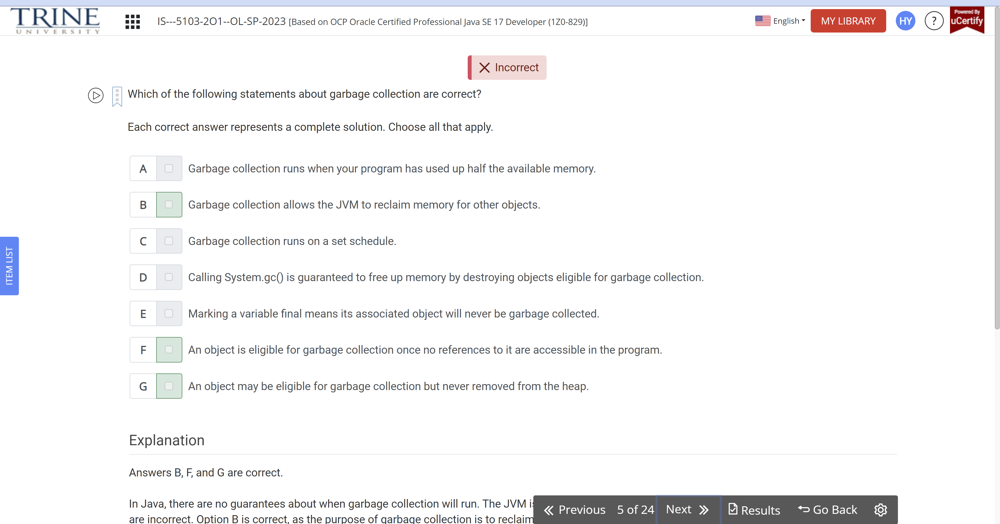 TRINE
UNIVERSITY
IS---5103-2O1--OL-SP-2023 [Based on OCP Oracle Certified Professional Java SE 17 Developer (1Z0-829)]
English
MY LIBRARY
HY
?
Powered By
uCertify
Incorrect
Which of the following statements about garbage collection are correct?
Each correct answer represents a complete solution. Choose all that apply.
A Garbage collection runs when your program has used up half the available memory.
B Garbage collection allows the JVM to reclaim memory for other objects.
C Garbage collection runs on a set schedule.
D Calling System.gc() is guaranteed to free up memory by destroying objects eligible for garbage collection.
E Marking a variable final means its associated object will never be garbage collected.
F An object is eligible for garbage collection once no references to it are accessible in the program.
G An object may be eligible for garbage collection but never removed from the heap.
ITEM LIST
Explanation
Answers B, F, and G are correct.
In Java, there are no guarantees about when garbage collection will run. The JVM is
are incorrect. Option B is correct, as the purpose of garbage collection is to reclaim
Previous 5 of 24 Next Results Go Back